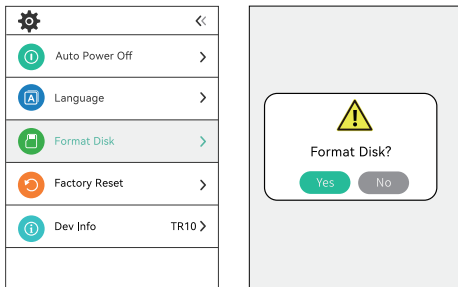 Auto Power Off
Language
Format Disk
Factory Reset
Dev Info TR10
Format Disk?
Yes No